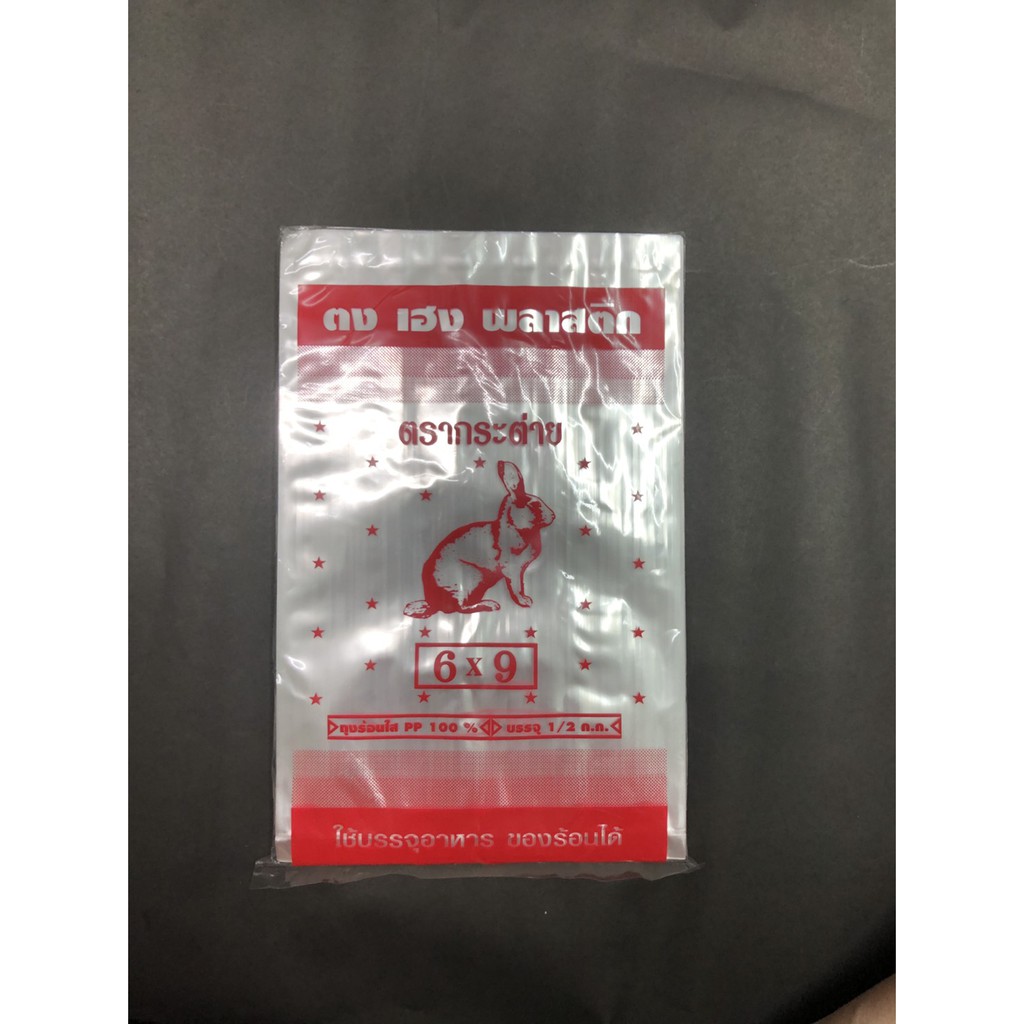 ตง เฮง พลาสติก
ตรากระต่าย
6 x 9
ถุงร้อนใส PP 100 % บรรจุ 1/2 ก.ก.
ใช้บรรจุอาหาร ของร้อนได้